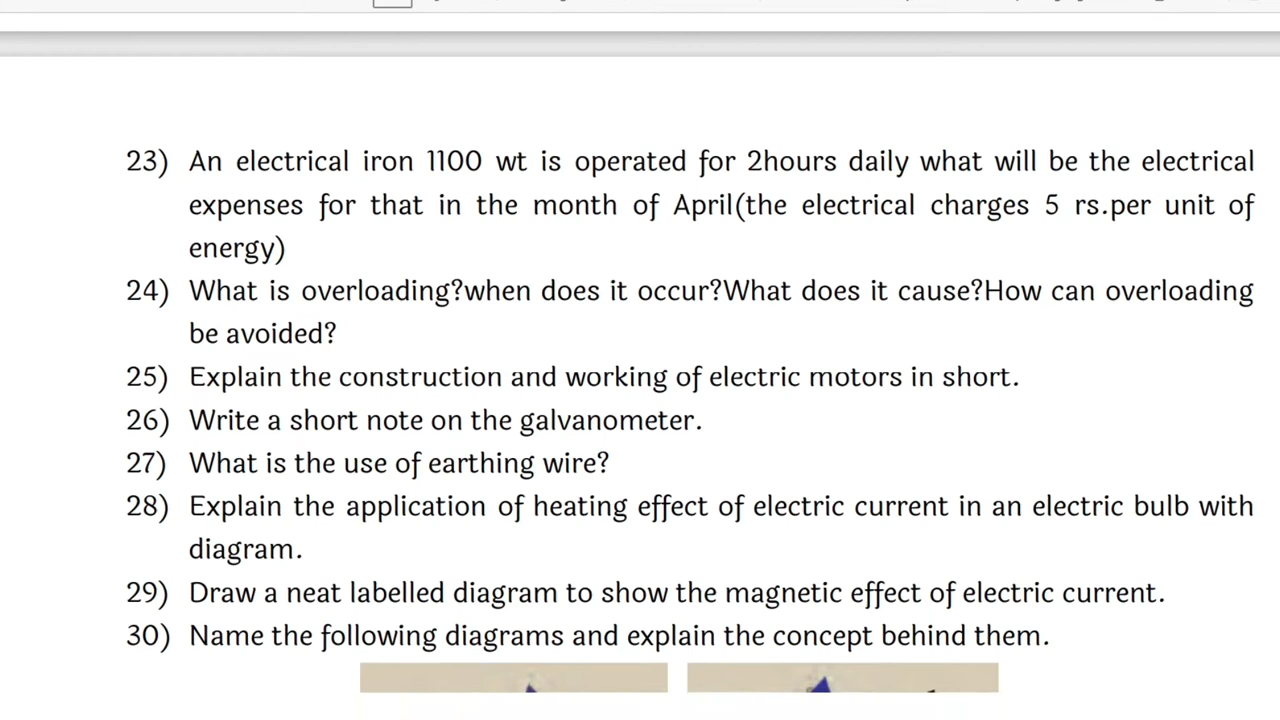 23) An electrical iron 1100 wt is operated for 2hours daily what will be the electrical
expenses for that in the month of April(the electrical charges 5 rs.per unit of
energy)
24) What is overloading?when does it occur?What does it cause?How can overloading
be avoided?
25) Explain the construction and working of electric motors in short.
26) Write a short note on the galvanometer.
27) What is the use of earthing wire?
28) Explain the application of heating effect of electric current in an electric bulb with
diagram.
29) Draw a neat labelled diagram to show the magnetic effect of electric current.
30) Name the following diagrams and explain the concept behind them.